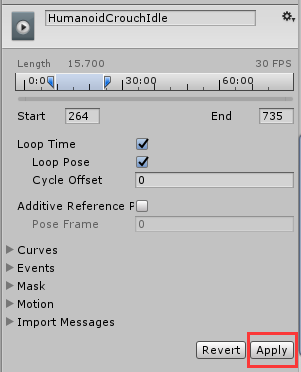 HumanoidCrouchIdle
Length 15.700 30 FPS
0:00 30:00 60:00
Start 264 End 735
Loop Time
Loop Pose
Cycle Offset 0
Additive Reference P
Pose Frame 0
Curves
Events
Mask
Motion
Import Messages
Revert Apply